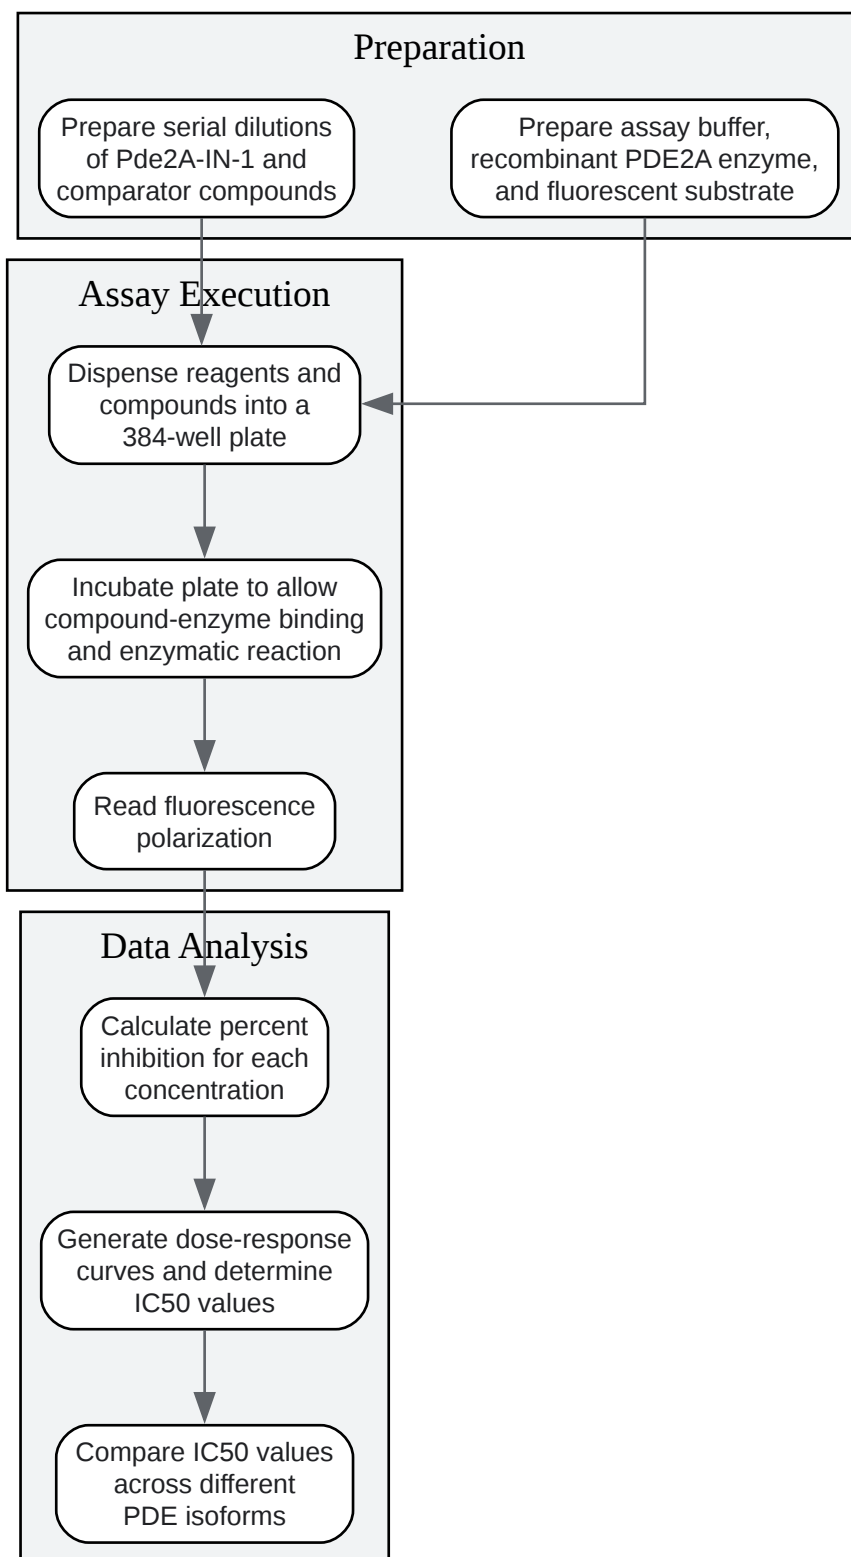 Preparation
Prepare serial dilutions
of Pde2A-IN-1 and
comparator compounds
Prepare assay buffer,
recombinant PDE2A enzyme,
and fluorescent substrate
Assay Execution
Dispense reagents and
compounds into a
384-well plate
Incubate plate to allow
compound-enzyme binding
and enzymatic reaction
Read fluorescence
polarization
Data Analysis
Calculate percent
inhibition for each
concentration
Generate dose-response
curves and determine
IC50 values
Compare IC50 values
across different
PDE isoforms